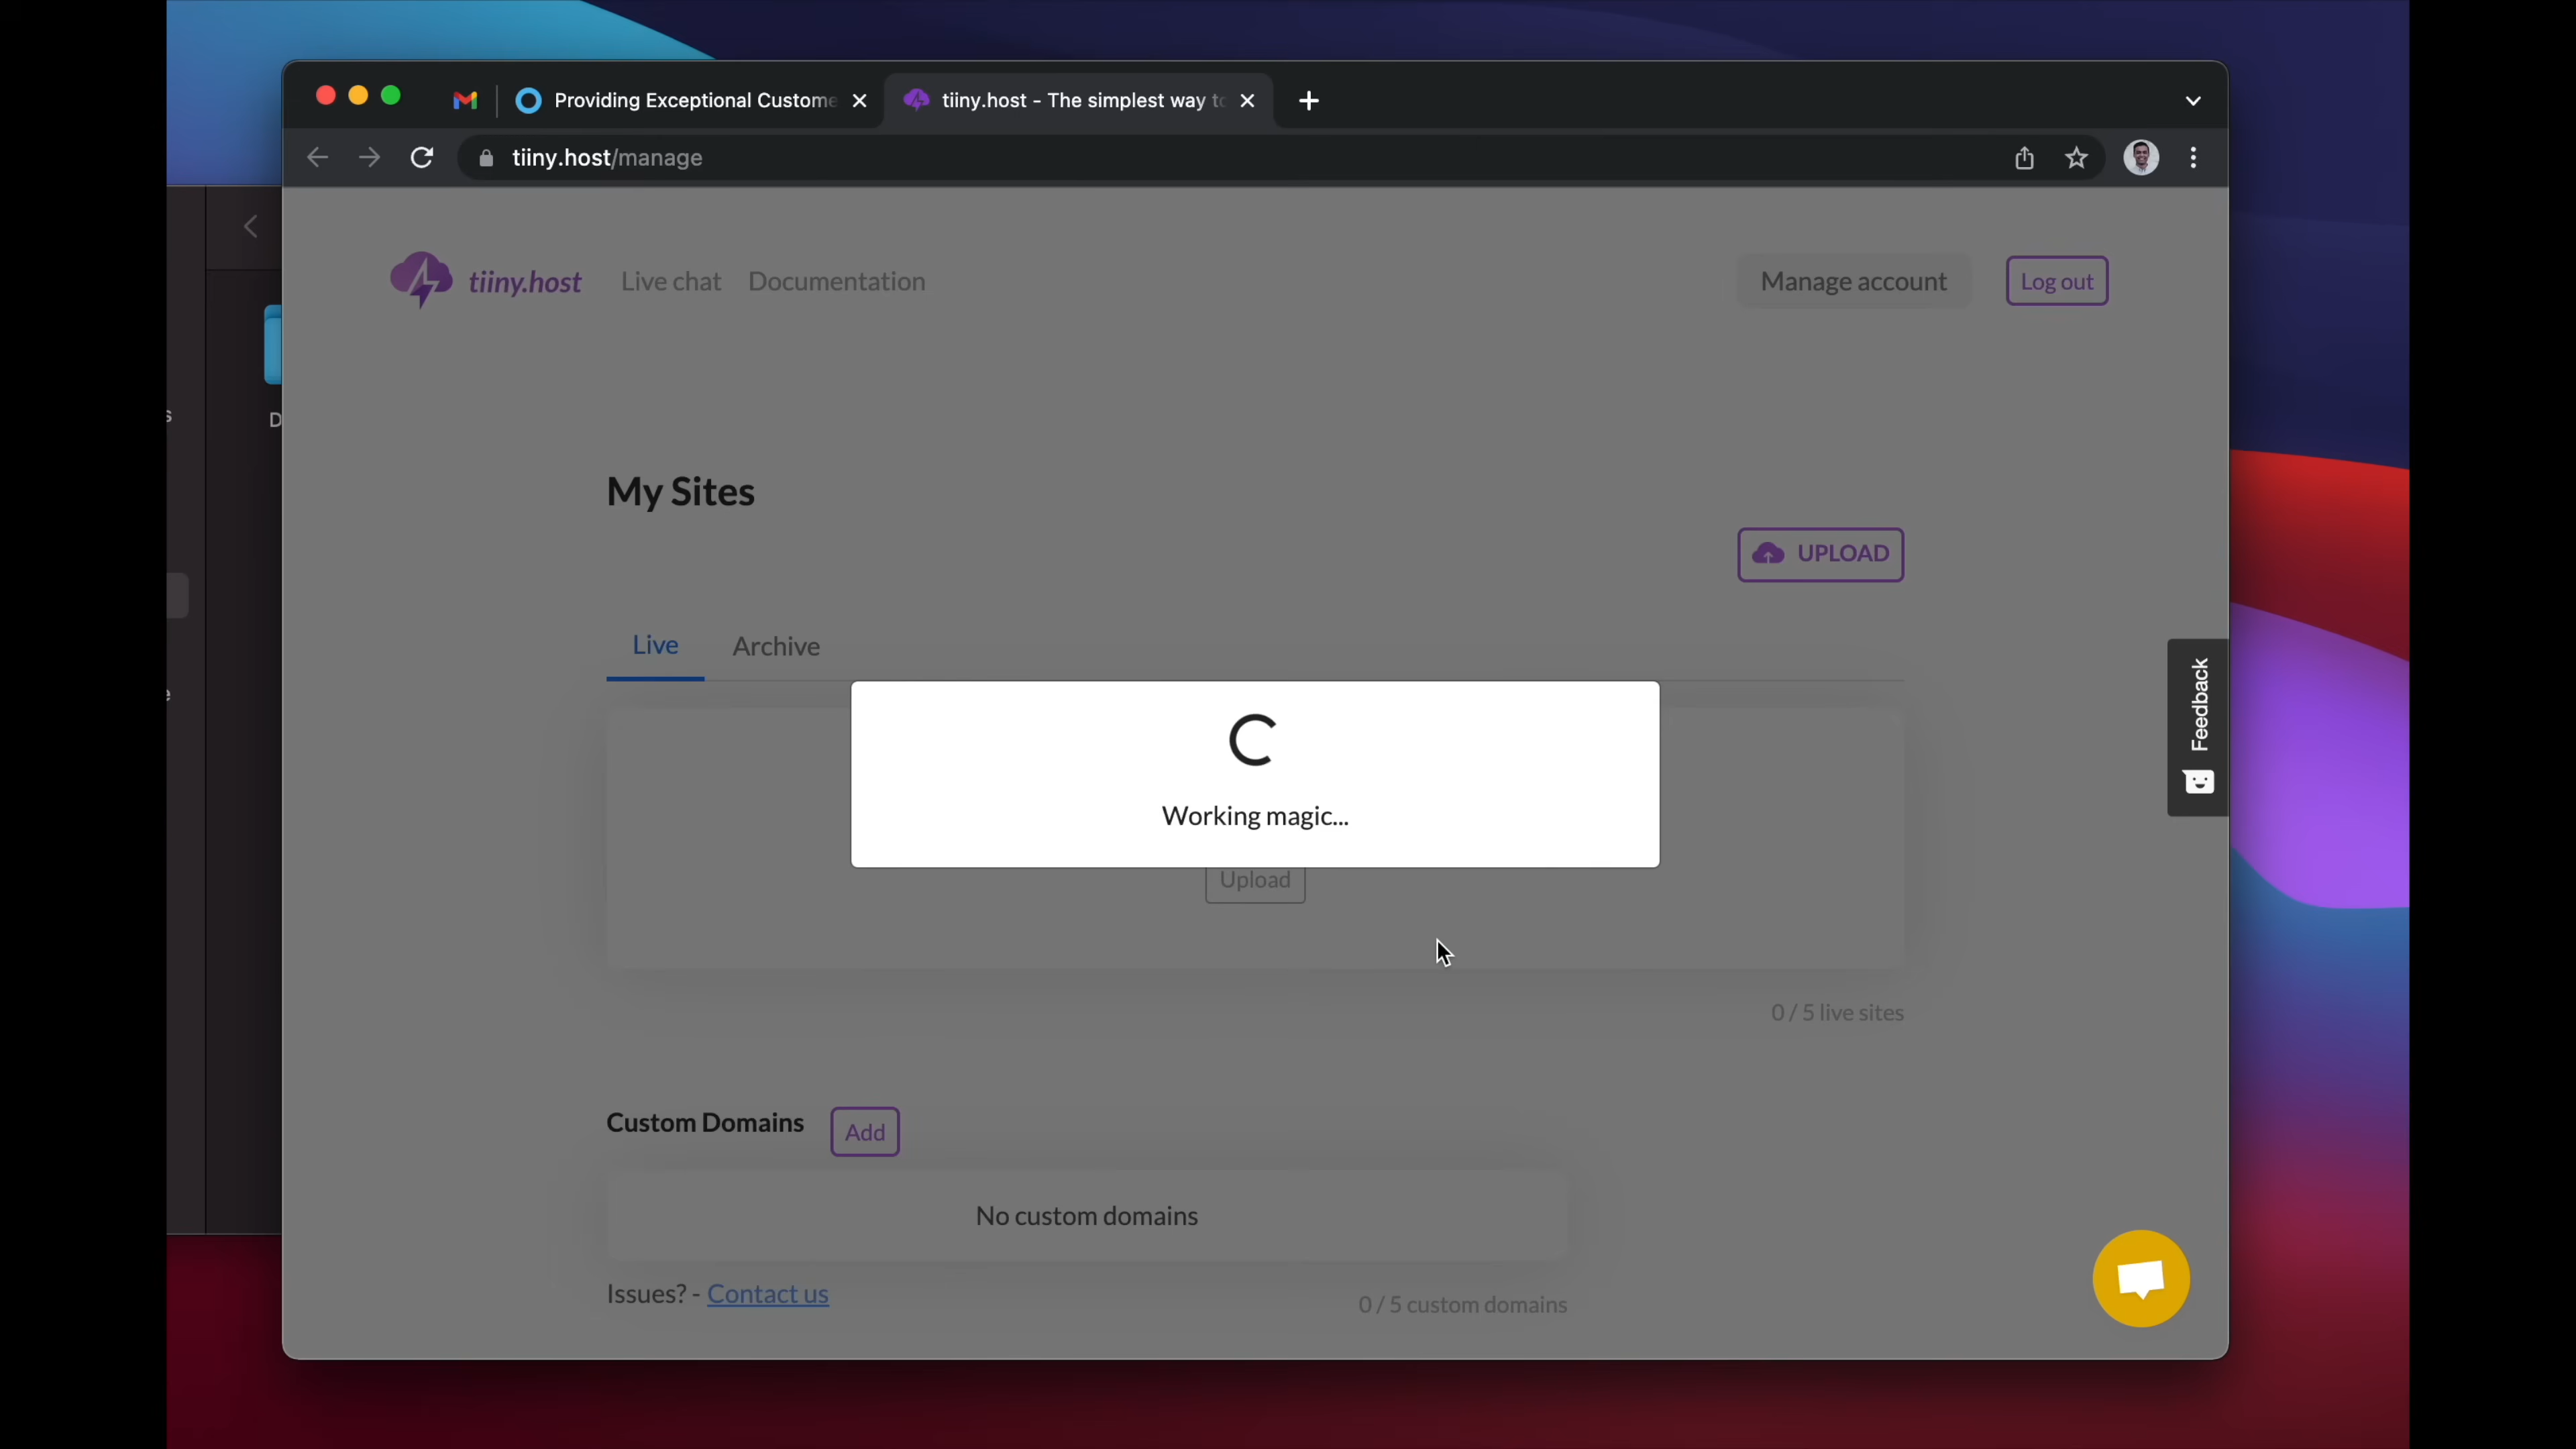 Providing Exceptional Custome
tiiny.host - The simplest way to
tiiny.host/manage
tiiny.host
Live chat
Documentation
Manage account
Log out
D
s
My Sites
UPLOAD
Live
Archive
e
Feedback
Working magic...
Upload
0 / 5 live sites
Custom Domains
Add
No custom domains
Issues? - Contact us
0 / 5 custom domains